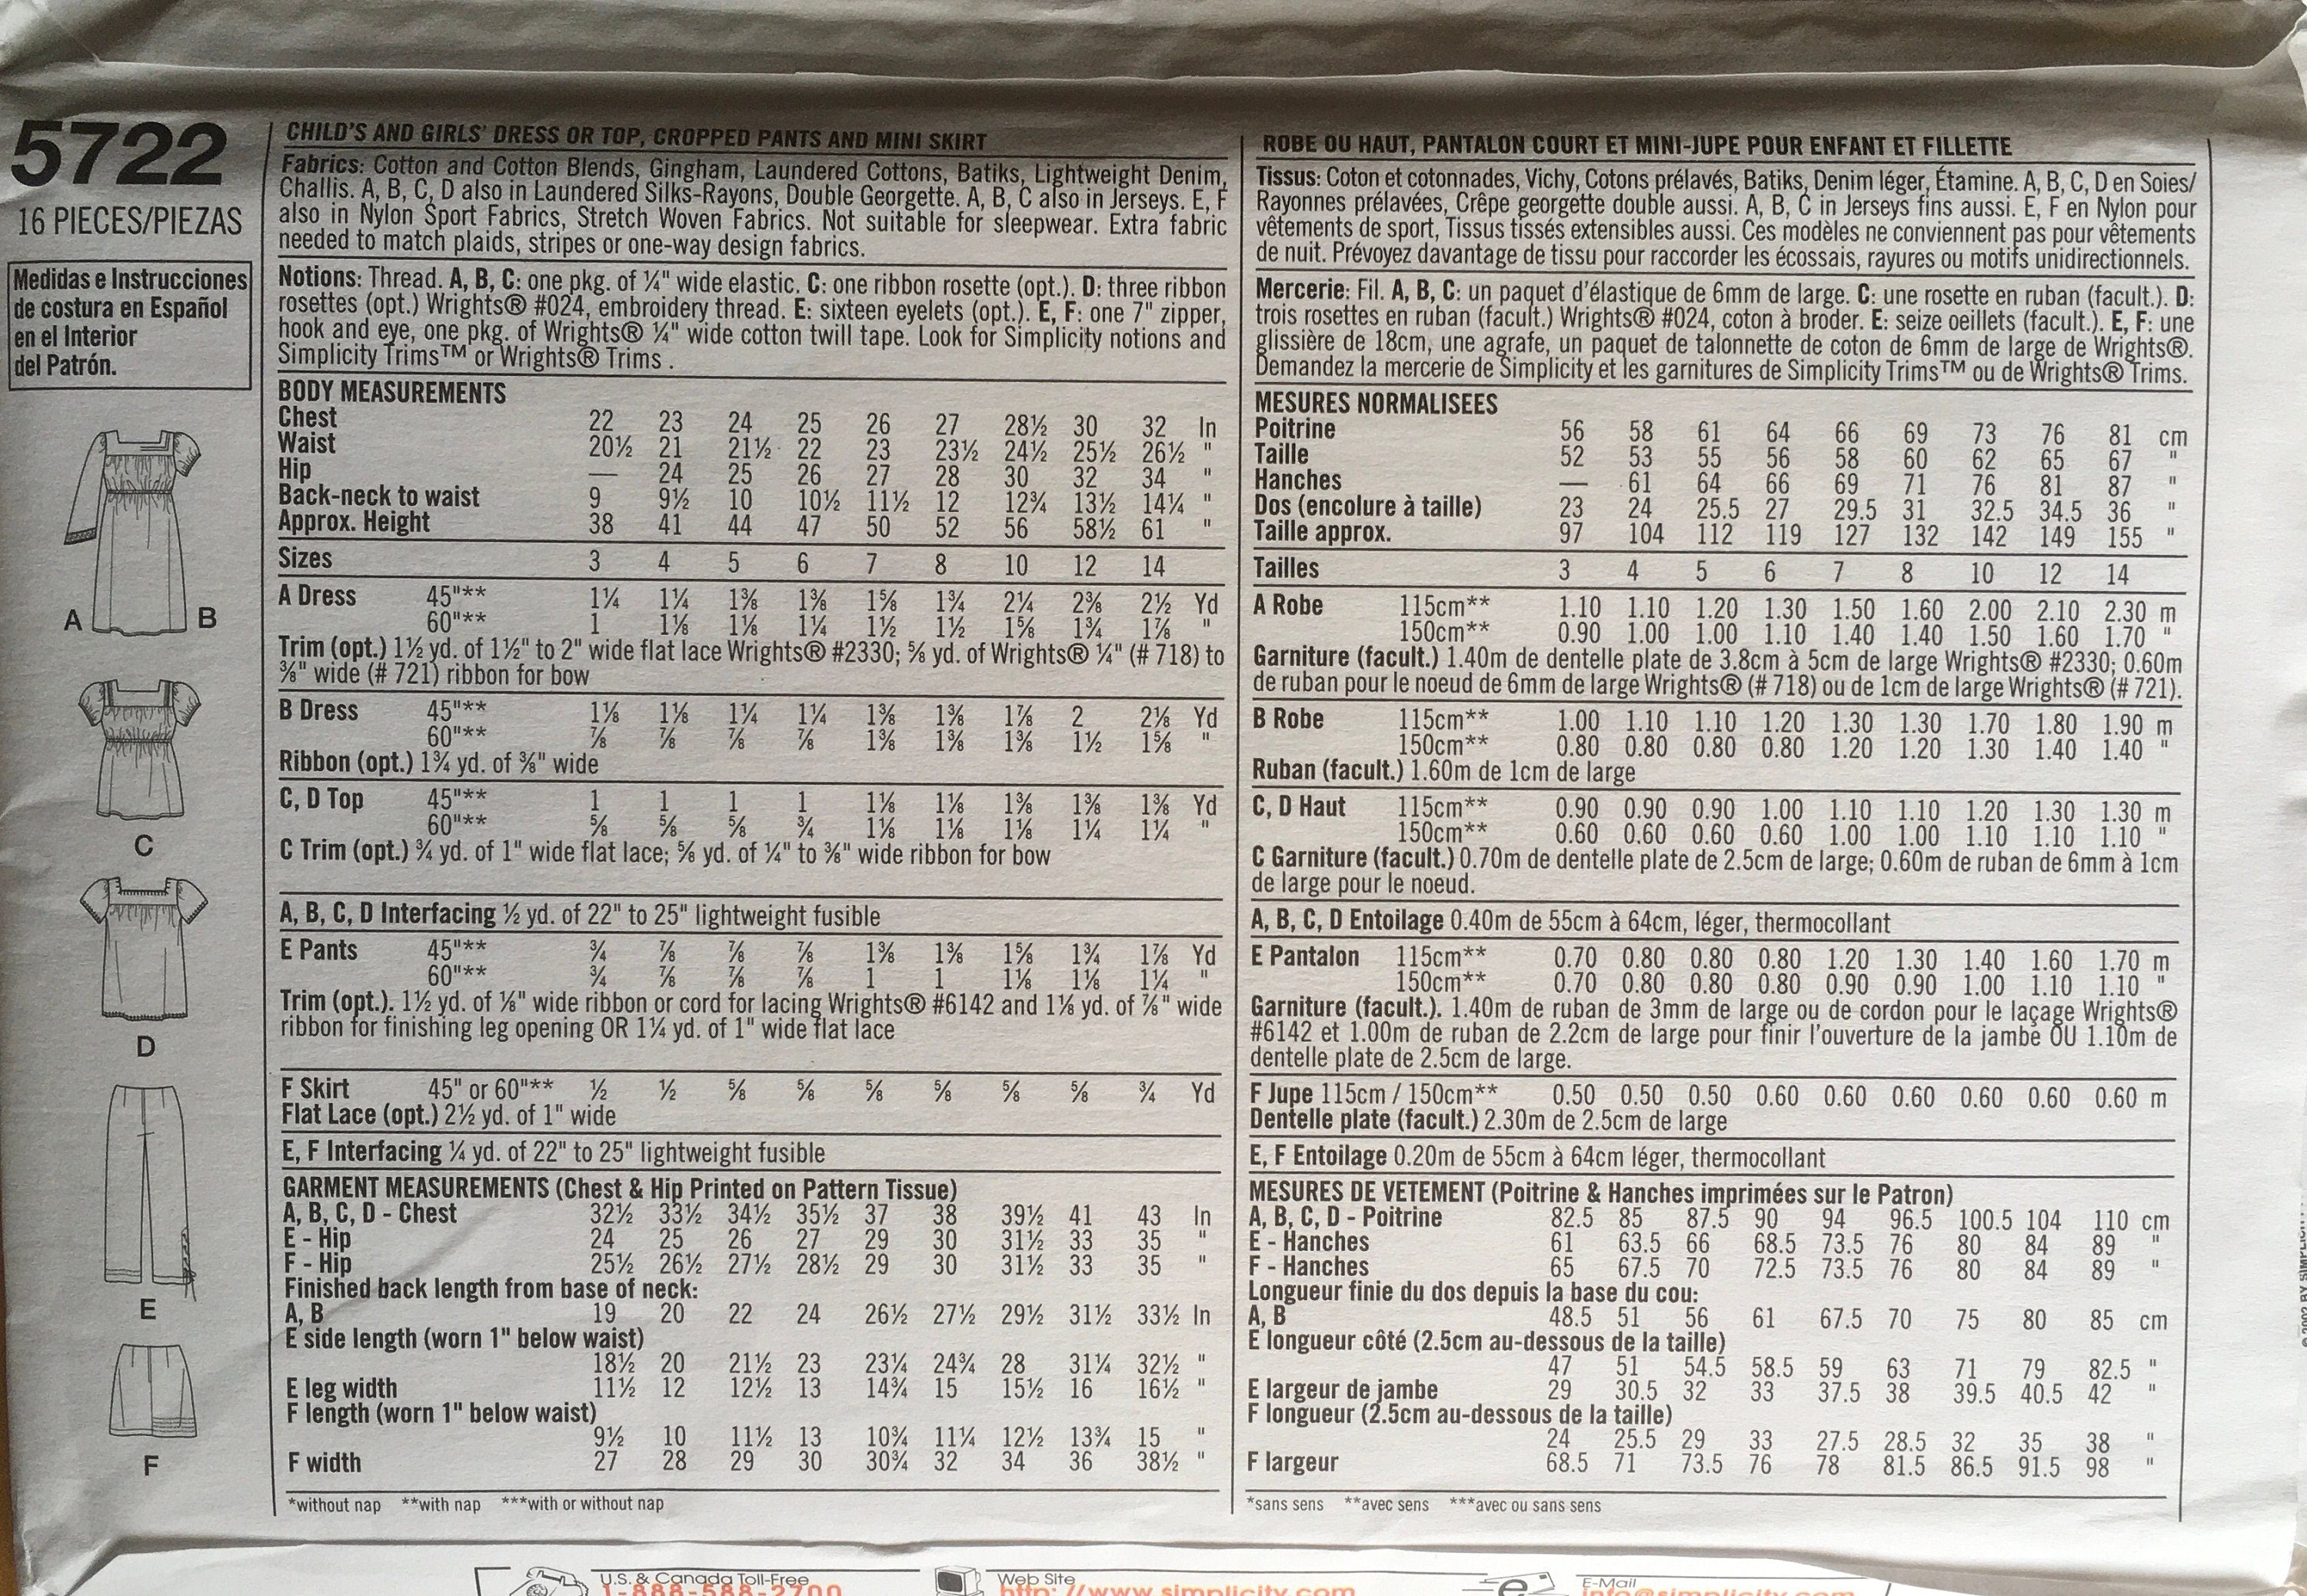 5722
16 PIECES/PIEZAS
Medidas e Instrucciones
de costura en Español
en el Interior
del Patrón.
A B
C
D
E
F
CHILD'S AND GIRLS' DRESS OR TOP, CROPPED PANTS AND MINI SKIRT
Fabrics: Cotton and Cotton Blends, Gingham, Laundered Cottons, Batiks, Lightweight Denim,
Challis. A, B, C, D also in Laundered Silks-Rayons, Double Georgette. A, B, C also in Jerseys. E, F
also in Nylon Sport Fabrics, Stretch Woven Fabrics. Not suitable for sleepwear. Extra fabric
needed to match plaids, stripes or one-way design fabrics.
Notions: Thread. A, B, C: one pkg. of ¼" wide elastic. C: one ribbon rosette (opt.). D: three ribbon
rosettes (opt.) Wrights® #024, embroidery thread. E: sixteen eyelets (opt.). E, F: one 7" zipper,
hook and eye, one pkg. of Wrights® ¼" wide cotton twill tape. Look for Simplicity notions and
Simplicity Trims™ or Wrights® Trims .
BODY MEASUREMENTS
Chest 22 23 24 25 26 27 28½ 30 32 In
Waist 20½ 21 21½ 22 23 23½ 24½ 25½ 26½ "
Hip — 24 25 26 27 28 30 32 34 "
Back-neck to waist 9 9½ 10 10½ 11½ 12 12¾ 13½ 14¼ "
Approx. Height 38 41 44 47 50 52 56 58½ 61 "
Sizes 3 4 5 6 7 8 10 12 14
A Dress 45"** 1¼ 1¼ 1⅜ 1⅜ 1⅝ 1¾ 2¼ 2⅜ 2½ Yd
60"** 1 1⅛ 1⅛ 1¼ 1½ 1½ 1⅝ 1¾ 1⅞ "
Trim (opt.) 1½ yd. of 1½" to 2" wide flat lace Wrights® #2330; ⅝ yd. of Wrights® ¼" (# 718) to
⅜" wide (# 721) ribbon for bow
B Dress 45"** 1⅛ 1⅛ 1¼ 1¼ 1⅜ 1⅜ 1⅞ 2 2⅛ Yd
60"** ⅞ ⅞ ⅞ ⅞ 1⅜ 1⅜ 1⅜ 1½ 1⅝ "
Ribbon (opt.) 1¾ yd. of ⅜" wide
C, D Top 45"** 1 1 1 1 1⅛ 1⅛ 1⅜ 1⅜ 1⅜ Yd
60"** ⅝ ⅝ ⅝ ¾ 1⅛ 1⅛ 1⅛ 1¼ 1¼ "
C Trim (opt.) ¾ yd. of 1" wide flat lace; ⅝ yd. of ¼" to ⅜" wide ribbon for bow
A, B, C, D Interfacing ½ yd. of 22" to 25" lightweight fusible
E Pants 45"** ¾ ⅞ ⅞ ⅞ 1⅜ 1⅜ 1⅝ 1¾ 1⅞ Yd
60"** ¾ ⅞ ⅞ ⅞ 1 1 1⅛ 1⅛ 1¼ "
Trim (opt.). 1½ yd. of ⅛" wide ribbon or cord for lacing Wrights® #6142 and 1⅛ yd. of ⅞" wide
ribbon for finishing leg opening OR 1¼ yd. of 1" wide flat lace
F Skirt 45" or 60"** ½ ½ ⅝ ⅝ ⅝ ⅝ ⅝ ⅝ ¾ Yd
Flat Lace (opt.) 2½ yd. of 1" wide
E, F Interfacing ¼ yd. of 22" to 25" lightweight fusible
GARMENT MEASUREMENTS (Chest & Hip Printed on Pattern Tissue)
A, B, C, D - Chest 32½ 33½ 34½ 35½ 37 38 39½ 41 43 In
E - Hip 24 25 26 27 29 30 31½ 33 35 "
F - Hip 25½ 26½ 27½ 28½ 29 30 31½ 33 35 "
Finished back length from base of neck:
A, B 19 20 22 24 26½ 27½ 29½ 31½ 33½ In
E side length (worn 1" below waist)
18½ 20 21½ 23 23¼ 24¾ 28 31¼ 32½ "
E leg width 11½ 12 12½ 13 14¾ 15 15½ 16 16½ "
F length (worn 1" below waist)
9½ 10 11½ 13 10¾ 11¼ 12½ 13¾ 15 "
F width 27 28 29 30 30¾ 32 34 36 38½ "
*without nap **with nap ***with or without nap
ROBE OU HAUT, PANTALON COURT ET MINI-JUPE POUR ENFANT ET FILLETTE
Tissus: Coton et cotonnades, Vichy, Cotons prélavés, Batiks, Denim léger, Étamine. A, B, C, D en Soies/
Rayonnes prélavées, Crêpe georgette double aussi. A, B, C in Jerseys fins aussi. E, F en Nylon pour
vêtements de sport, Tissus tissés extensibles aussi. Ces modèles ne conviennent pas pour vêtements
de nuit. Prévoyez davantage de tissu pour raccorder les écossais, rayures ou motifs unidirectionnels.
Mercerie: Fil. A, B, C: un paquet d'élastique de 6mm de large. C: une rosette en ruban (facult.). D:
trois rosettes en ruban (facult.) Wrights® #024, coton à broder. E: seize oeillets (facult.). E, F: une
glissière de 18cm, une agrafe, un paquet de talonnette de coton de 6mm de large de Wrights®.
Demandez la mercerie de Simplicity et les garnitures de Simplicity Trims™ ou de Wrights® Trims.
MESURES NORMALISEES
Poitrine 56 58 61 64 66 69 73 76 81 cm
Taille 52 53 55 56 58 60 62 65 67 "
Hanches — 61 64 66 69 71 76 81 87 "
Dos (encolure à taille) 23 24 25.5 27 29.5 31 32.5 34.5 36 "
Taille approx. 97 104 112 119 127 132 142 149 155 "
Tailles 3 4 5 6 7 8 10 12 14
A Robe 115cm** 1.10 1.10 1.20 1.30 1.50 1.60 2.00 2.10 2.30 m
150cm** 0.90 1.00 1.00 1.10 1.40 1.40 1.50 1.60 1.70 "
Garniture (facult.) 1.40m de dentelle plate de 3.8cm à 5cm de large Wrights® #2330; 0.60m
de ruban pour le noeud de 6mm de large Wrights® (# 718) ou de 1cm de large Wrights® (# 721).
B Robe 115cm** 1.00 1.10 1.10 1.20 1.30 1.30 1.70 1.80 1.90 m
150cm** 0.80 0.80 0.80 0.80 1.20 1.20 1.30 1.40 1.40 "
Ruban (facult.) 1.60m de 1cm de large
C, D Haut 115cm** 0.90 0.90 0.90 1.00 1.10 1.10 1.20 1.30 1.30 m
150cm** 0.60 0.60 0.60 0.60 1.00 1.00 1.10 1.10 1.10 "
C Garniture (facult.) 0.70m de dentelle plate de 2.5cm de large; 0.60m de ruban de 6mm à 1cm
de large pour le noeud.
A, B, C, D Entoilage 0.40m de 55cm à 64cm, léger, thermocollant
E Pantalon 115cm** 0.70 0.80 0.80 0.80 1.20 1.30 1.40 1.60 1.70 m
150cm** 0.70 0.80 0.80 0.80 0.90 0.90 1.00 1.10 1.10 "
Garniture (facult.). 1.40m de ruban de 3mm de large ou de cordon pour le laçage Wrights®
#6142 et 1.00m de ruban de 2.2cm de large pour finir l'ouverture de la jambe OU 1.10m de
dentelle plate de 2.5cm de large.
F Jupe 115cm / 150cm** 0.50 0.50 0.50 0.60 0.60 0.60 0.60 0.60 0.60 m
Dentelle plate (facult.) 2.30m de 2.5cm de large
E, F Entoilage 0.20m de 55cm à 64cm léger, thermocollant
MESURES DE VETEMENT (Poitrine & Hanches imprimées sur le Patron)
A, B, C, D - Poitrine 82.5 85 87.5 90 94 96.5 100.5 104 110 cm
E - Hanches 61 63.5 66 68.5 73.5 76 80 84 89 "
F - Hanches 65 67.5 70 72.5 73.5 76 80 84 89 "
Longueur finie du dos depuis la base du cou:
A, B 48.5 51 56 61 67.5 70 75 80 85 cm
E longueur côté (2.5cm au-dessous de la taille)
47 51 54.5 58.5 59 63 71 79 82.5 "
E largeur de jambe 29 30.5 32 33 37.5 38 39.5 40.5 42 "
F longueur (2.5cm au-dessous de la taille)
24 25.5 29 33 27.5 28.5 32 35 38 "
F largeur 68.5 71 73.5 76 78 81.5 86.5 91.5 98 "
*sans sens **avec sens ***avec ou sans sens
U.S. & Canada Toll-Free
1-888-588-2700
Web Site
http://www.simplicity.com
E-Mail
info@simplicity.com